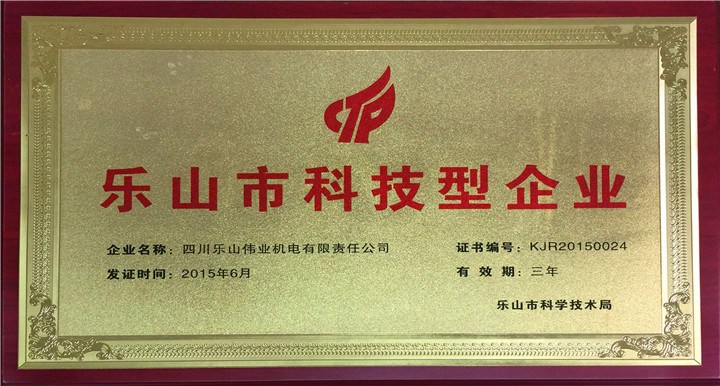 CTP
乐山市科技型企业
企业名称：四川乐山伟业机电有限责任公司
证书编号：KJR20150024
发证时间：2015年6月
有 效 期：三年
乐山市科学技术局